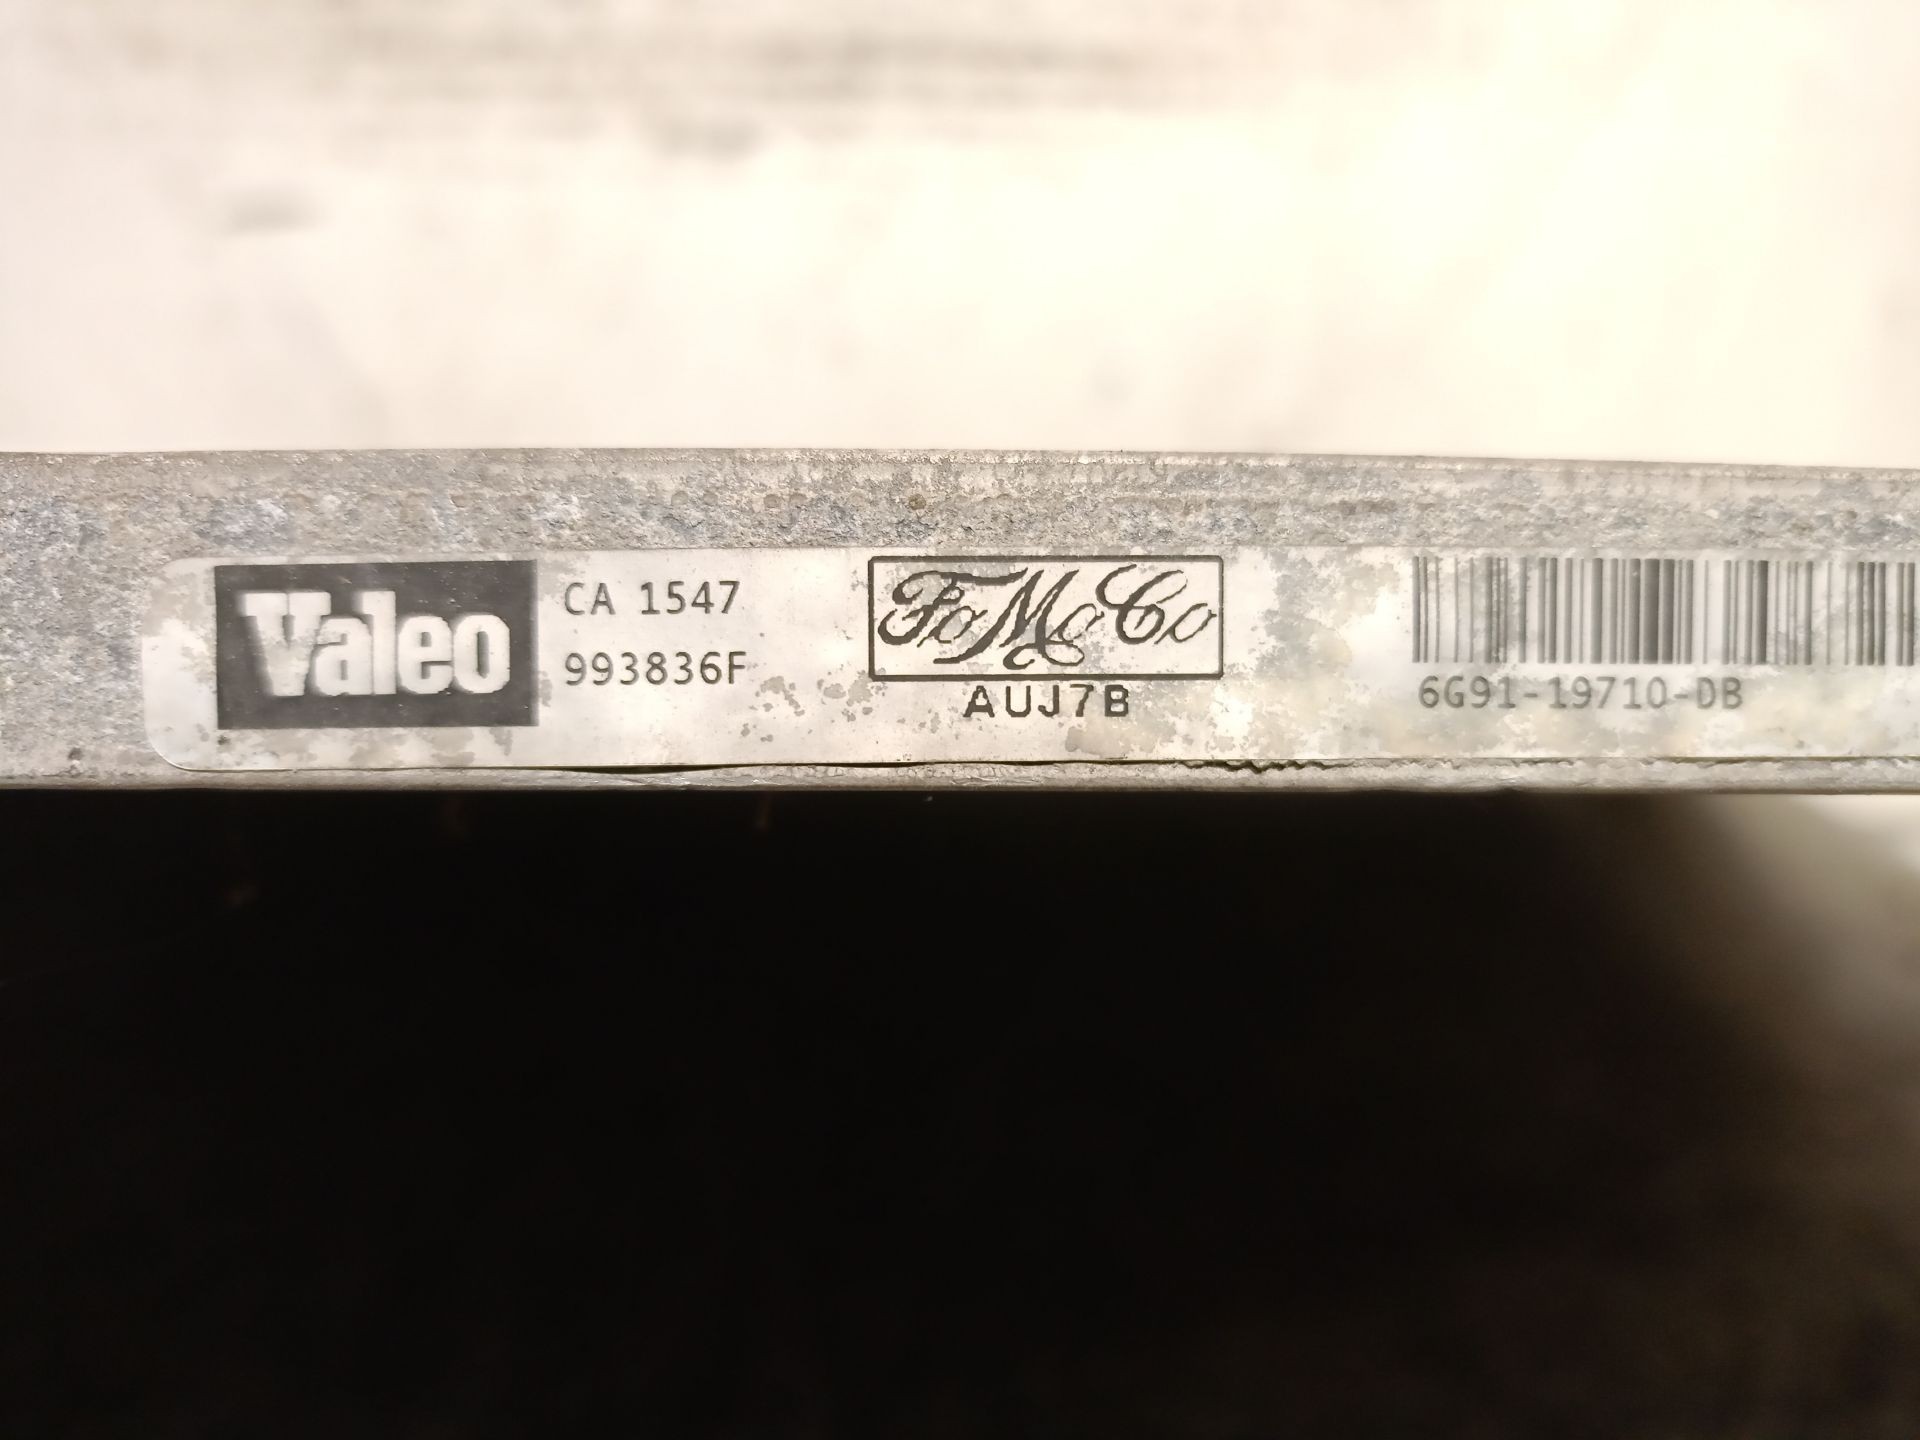 Valeo
CA 1547
993836F
FoMoCo
AUJ7B
6G91-19710-DB